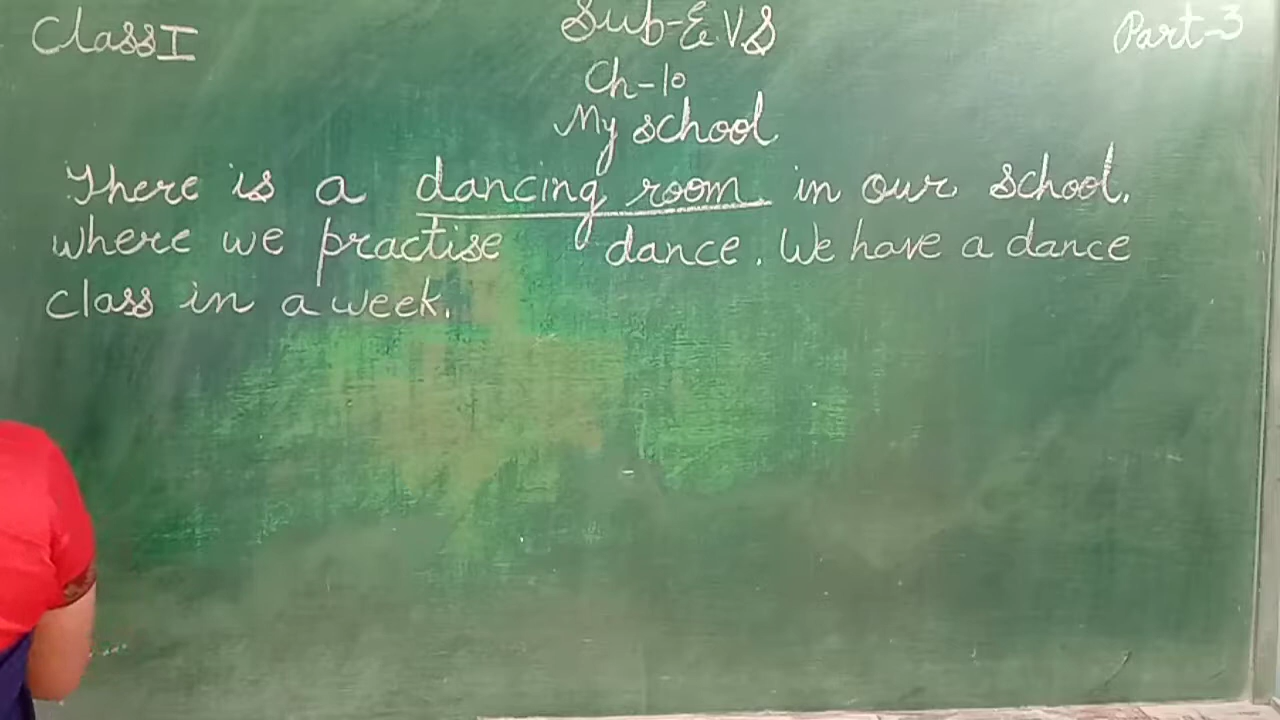 Class I
Sub-E.V.S
Part-3
Ch-10
My school
There is a dancing room in our school.
where we practise dance. We have a dance
class in a week.